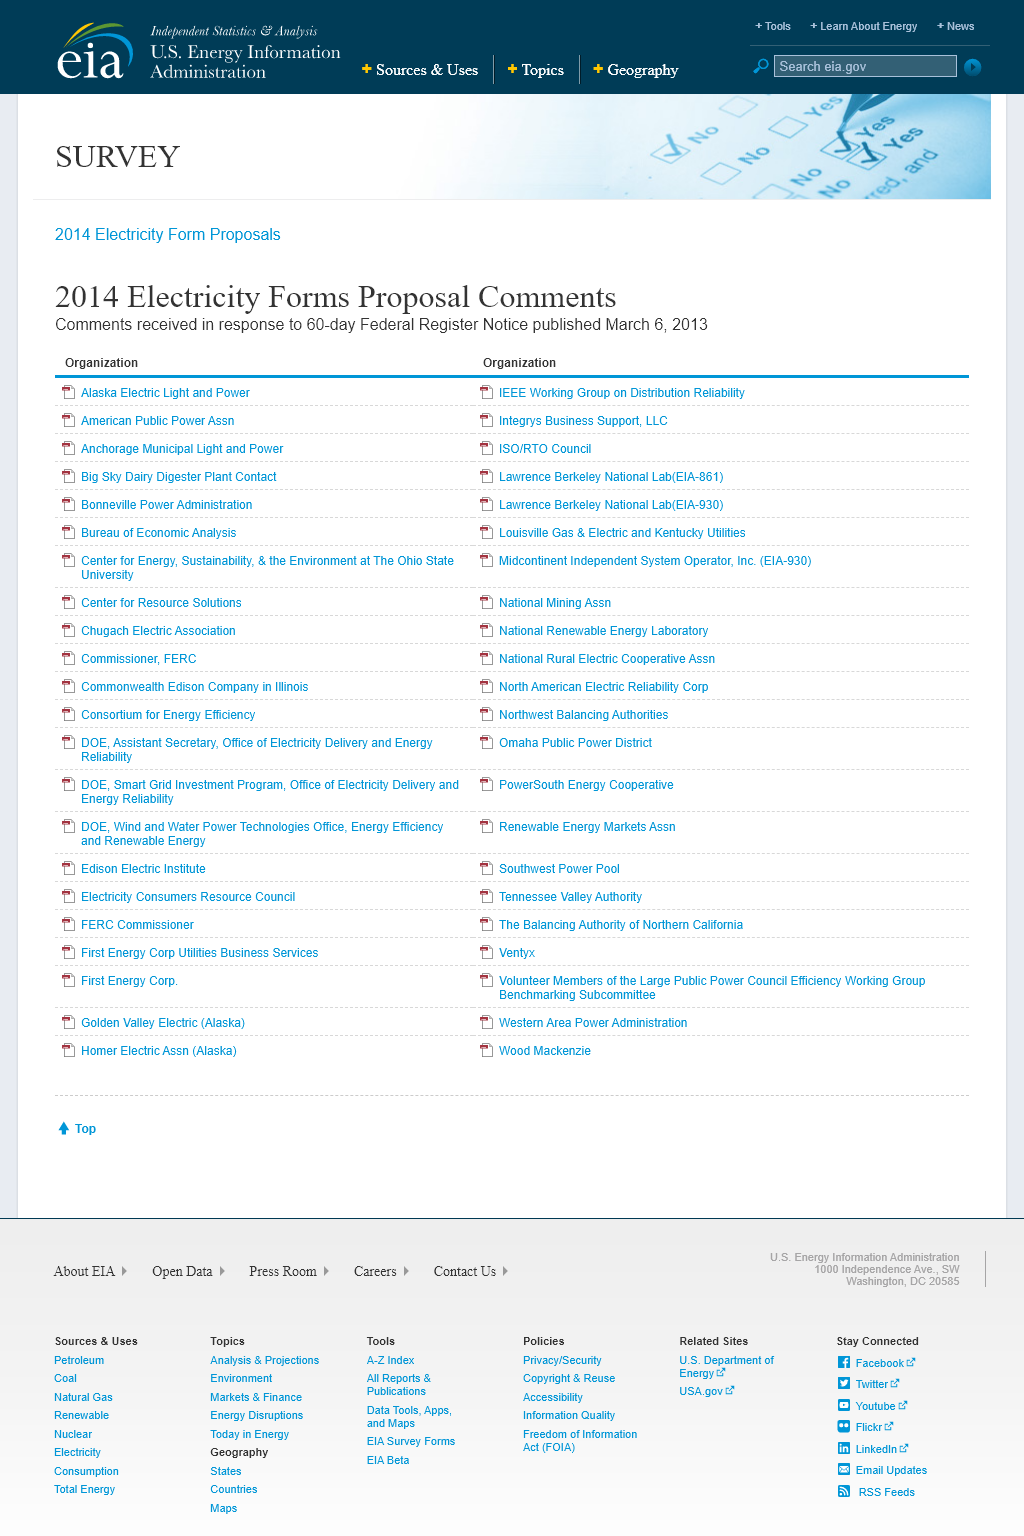 + Tools
+ Learn About Energy
+ News
eia
Independent Statistics & Analysis
U.S. Energy Information
Administration
+ Sources & Uses
+ Topics
+ Geography
Search eia.gov
No
Yes
Yes
No
No
red, and
SURVEY
2014 Electricity Form Proposals
2014 Electricity Forms Proposal Comments
Comments received in response to 60-day Federal Register Notice published March 6, 2013
Organization Organization
Alaska Electric Light and Power IEEE Working Group on Distribution Reliability
American Public Power Assn Integrys Business Support, LLC
Anchorage Municipal Light and Power ISO/RTO Council
Big Sky Dairy Digester Plant Contact Lawrence Berkeley National Lab(EIA-861)
Bonneville Power Administration Lawrence Berkeley National Lab(EIA-930)
Bureau of Economic Analysis Louisville Gas & Electric and Kentucky Utilities
Center for Energy, Sustainability, & the Environment at The Ohio State Midcontinent Independent System Operator, Inc. (EIA-930)
University
Center for Resource Solutions National Mining Assn
Chugach Electric Association National Renewable Energy Laboratory
Commissioner, FERC National Rural Electric Cooperative Assn
Commonwealth Edison Company in Illinois North American Electric Reliability Corp
Consortium for Energy Efficiency Northwest Balancing Authorities
DOE, Assistant Secretary, Office of Electricity Delivery and Energy Omaha Public Power District
Reliability
DOE, Smart Grid Investment Program, Office of Electricity Delivery and PowerSouth Energy Cooperative
Energy Reliability
DOE, Wind and Water Power Technologies Office, Energy Efficiency Renewable Energy Markets Assn
and Renewable Energy
Edison Electric Institute Southwest Power Pool
Electricity Consumers Resource Council Tennessee Valley Authority
FERC Commissioner The Balancing Authority of Northern California
First Energy Corp Utilities Business Services Ventyx
First Energy Corp. Volunteer Members of the Large Public Power Council Efficiency Working Group
Benchmarking Subcommittee
Golden Valley Electric (Alaska) Western Area Power Administration
Homer Electric Assn (Alaska) Wood Mackenzie
Top
About EIA
Open Data
Press Room
Careers
Contact Us
U.S. Energy Information Administration
1000 Independence Ave., SW
Washington, DC 20585
Sources & Uses
Petroleum
Coal
Natural Gas
Renewable
Nuclear
Electricity
Consumption
Total Energy
Topics
Analysis & Projections
Environment
Markets & Finance
Energy Disruptions
Today in Energy
Geography
States
Countries
Maps
Tools
A-Z Index
All Reports &
Publications
Data Tools, Apps,
and Maps
EIA Survey Forms
EIA Beta
Policies
Privacy/Security
Copyright & Reuse
Accessibility
Information Quality
Freedom of Information
Act (FOIA)
Related Sites
U.S. Department of
Energy
USA.gov
Stay Connected
Facebook
Twitter
Youtube
Flickr
LinkedIn
Email Updates
RSS Feeds